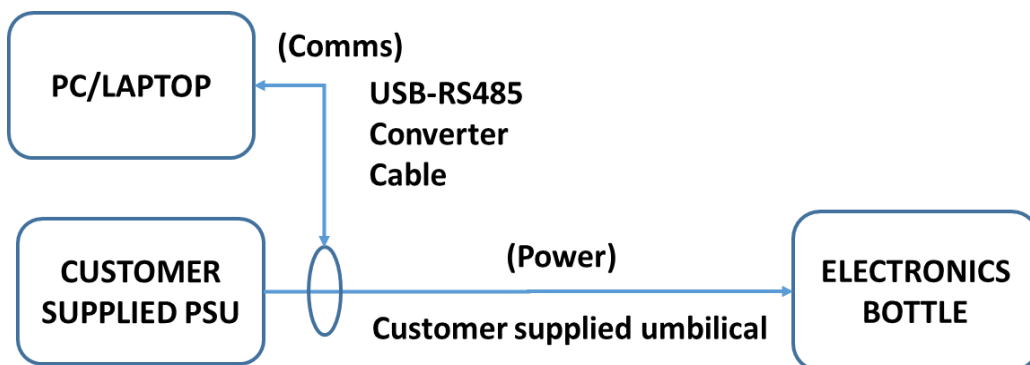 (Comms)
PC/LAPTOP
USB-RS485
Converter
Cable
CUSTOMER
SUPPLIED PSU
(Power)
Customer supplied umbilical
ELECTRONICS
BOTTLE